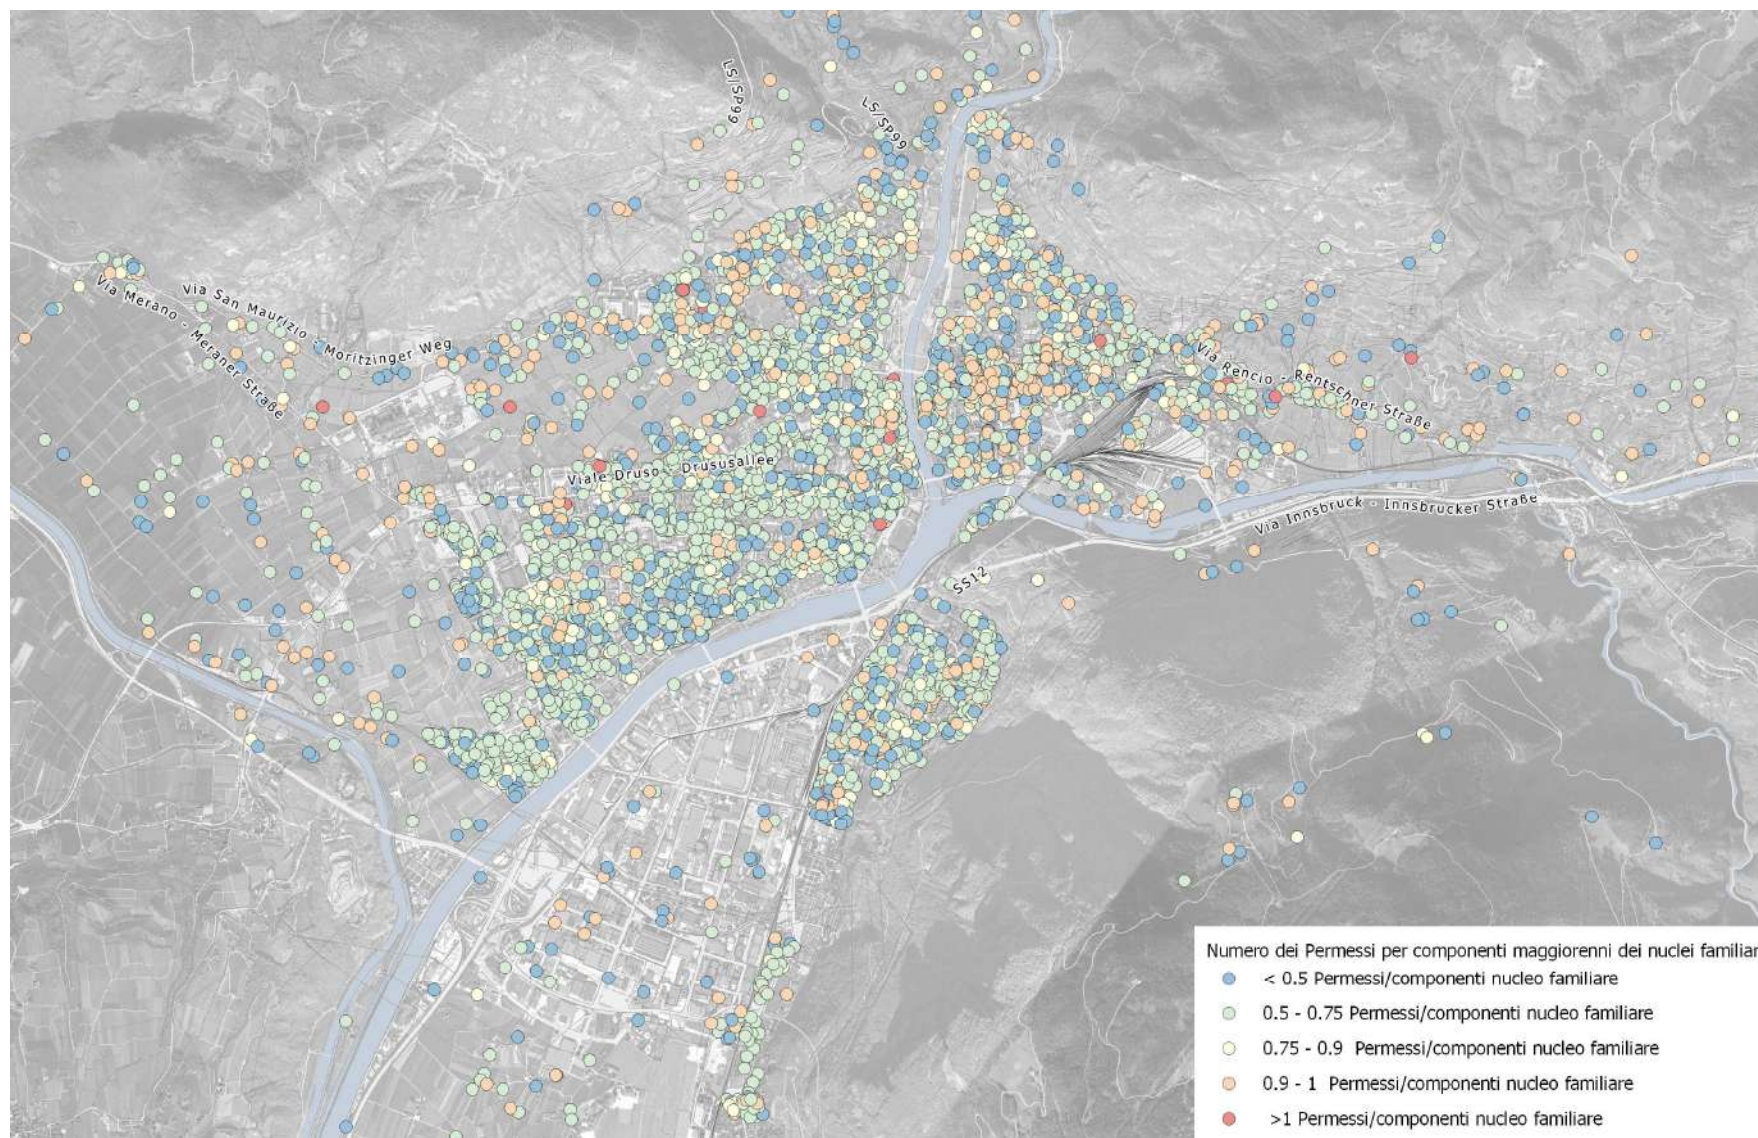 LS/SP99
LS/SP99
Via San Maurizio - Moritzinger Weg
Via Merano - Meraner Straße
Via Rencio - Rentschner Straße
Viale Druso - Drususallee
Via Innsbruck - Innsbrucker Straße
SS12
Numero dei Permessi per componenti maggiorenni dei nuclei familiar
< 0.5 Permessi/componenti nucleo familiare
0.5 - 0.75 Permessi/componenti nucleo familiare
0.75 - 0.9 Permessi/componenti nucleo familiare
0.9 - 1 Permessi/componenti nucleo familiare
>1 Permessi/componenti nucleo familiare